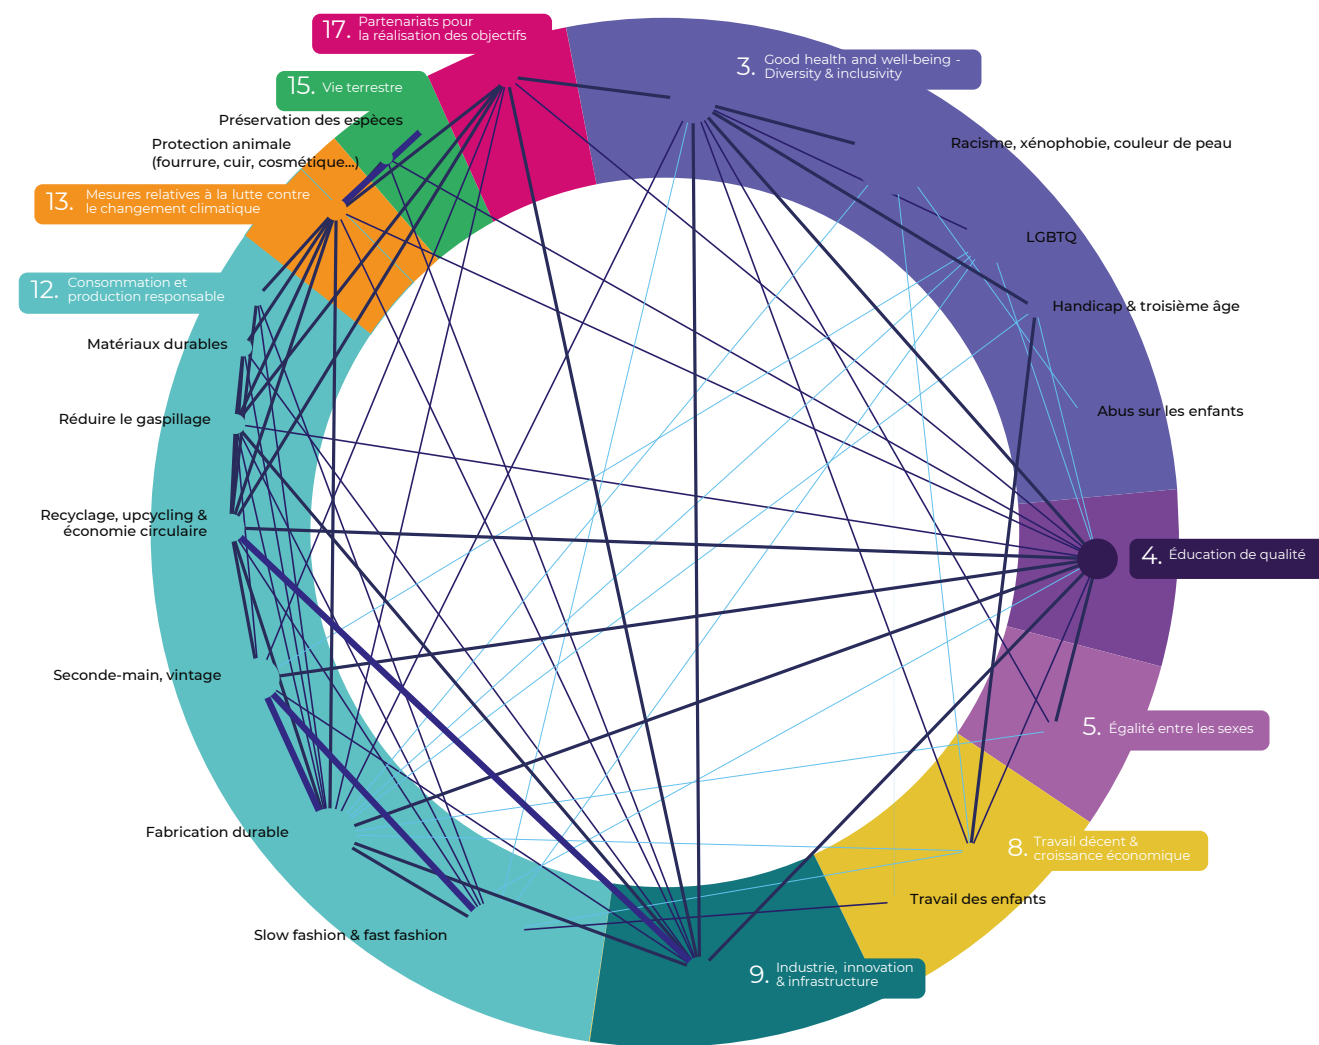 17. Partenariats pour
la réalisation des objectifs
3. Good health and well-being -
Diversity & inclusivity
15. Vie terrestre
Préservation des espèces
Protection animale
(fourrure, cuir, cosmétique...)
13. Mesures relatives à la lutte contre
le changement climatique
12. Consommation et
production responsable
Matériaux durables
Réduire le gaspillage
Recyclage, upcycling &
économie circulaire
Seconde-main, vintage
Fabrication durable
Slow fashion & fast fashion
Racisme, xénophobie, couleur de peau
LGBTQ
Handicap & troisième âge
Abus sur les enfants
4. Éducation de qualité
5. Égalité entre les sexes
8. Travail décent &
croissance économique
Travail des enfants
9. Industrie, innovation
& infrastructure